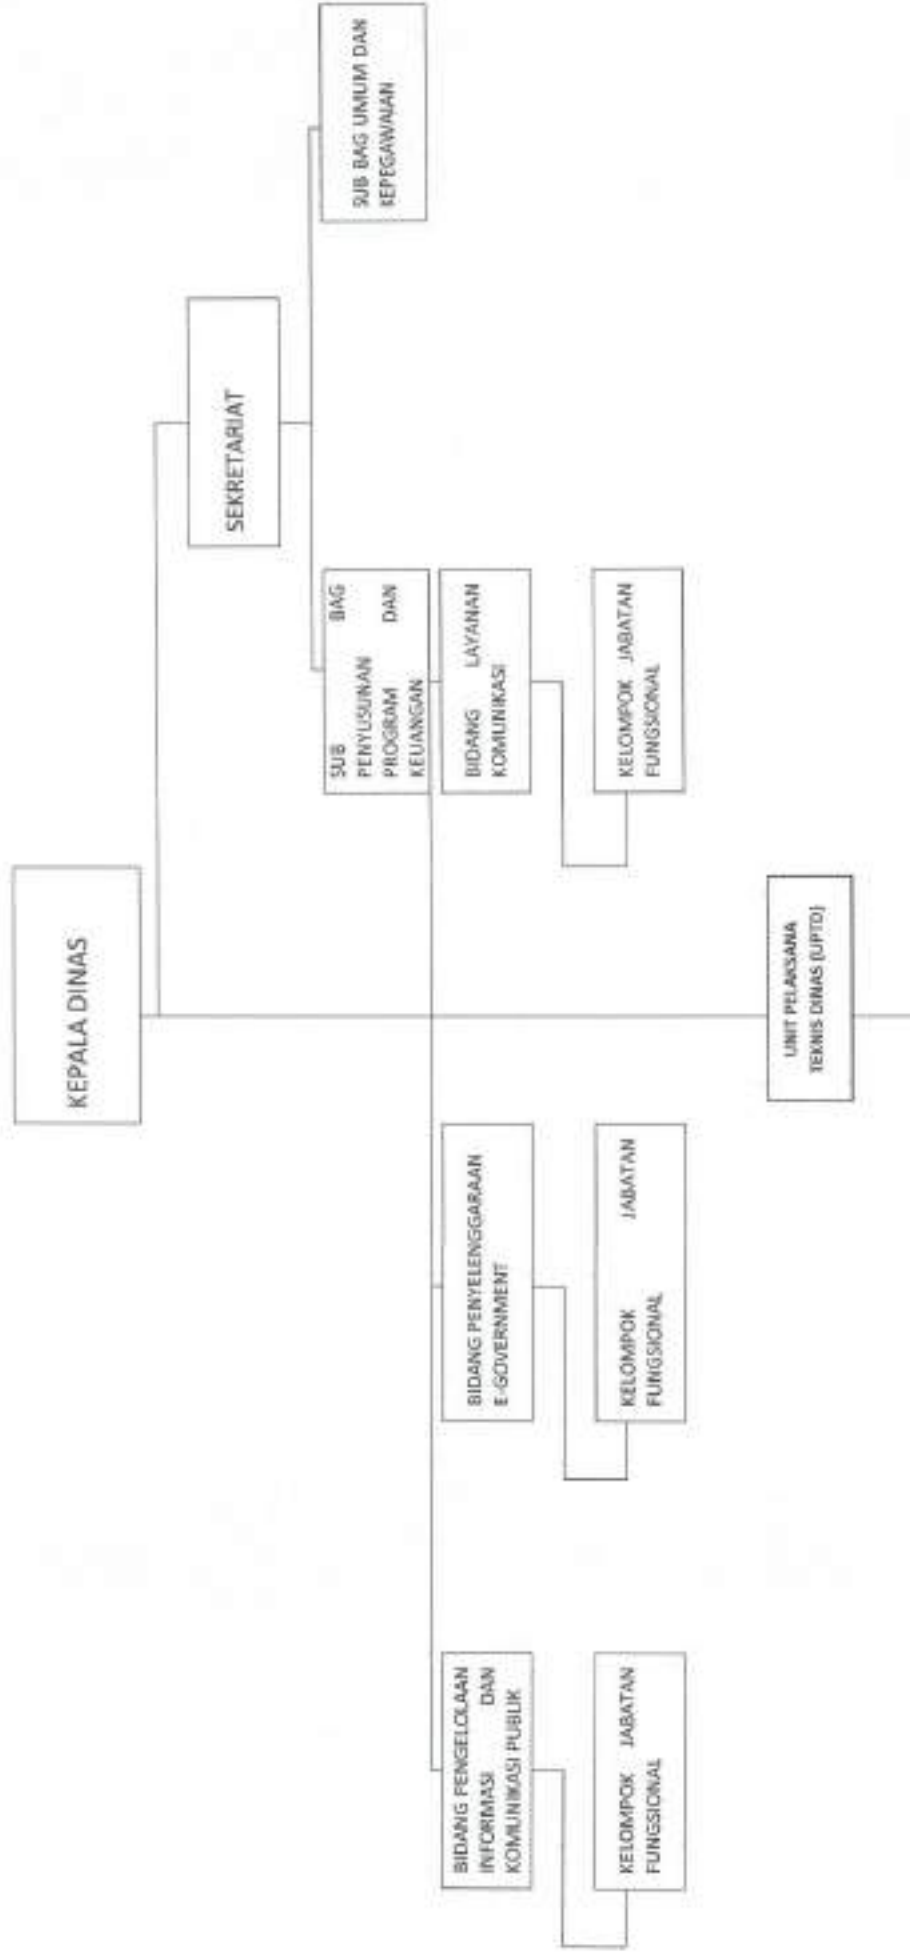 KEPALA DINAS
SEKRETARIAT
SUB BAG
PENYUSUNAN
PROGRAM DAN
KEUANGAN
SUB BAG UMUM DAN
KEPEGAWAIAN
BIDANG PENGELOLAAN
INFORMASI DAN
KOMUNIKASI PUBLIK
BIDANG PENYELENGGARAAN
E-GOVERNMENT
BIDANG LAYANAN
KOMUNIKASI
KELOMPOK JABATAN
FUNGSIONAL
KELOMPOK JABATAN
FUNGSIONAL
KELOMPOK JABATAN
FUNGSIONAL
UNIT PELAKSANA
TEKNIS DINAS (UPTD)